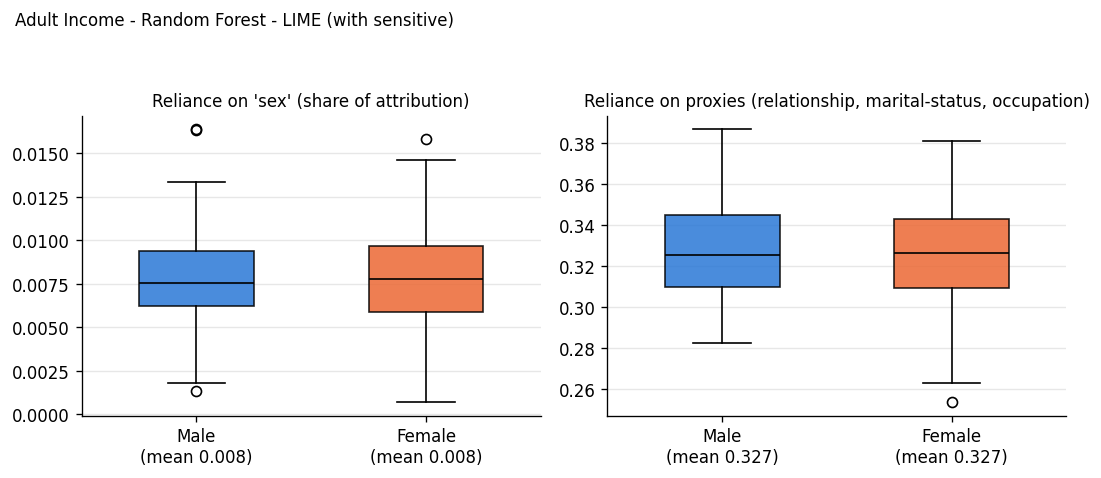 Adult Income - Random Forest - LIME (with sensitive)
Reliance on 'sex' (share of attribution)
0.0150
0.0125
0.0100
0.0075
0.0050
0.0025
0.0000
Male
(mean 0.008)
Female
(mean 0.008)
Reliance on proxies (relationship, marital-status, occupation)
0.38
0.36
0.34
0.32
0.30
0.28
0.26
Male
(mean 0.327)
Female
(mean 0.327)